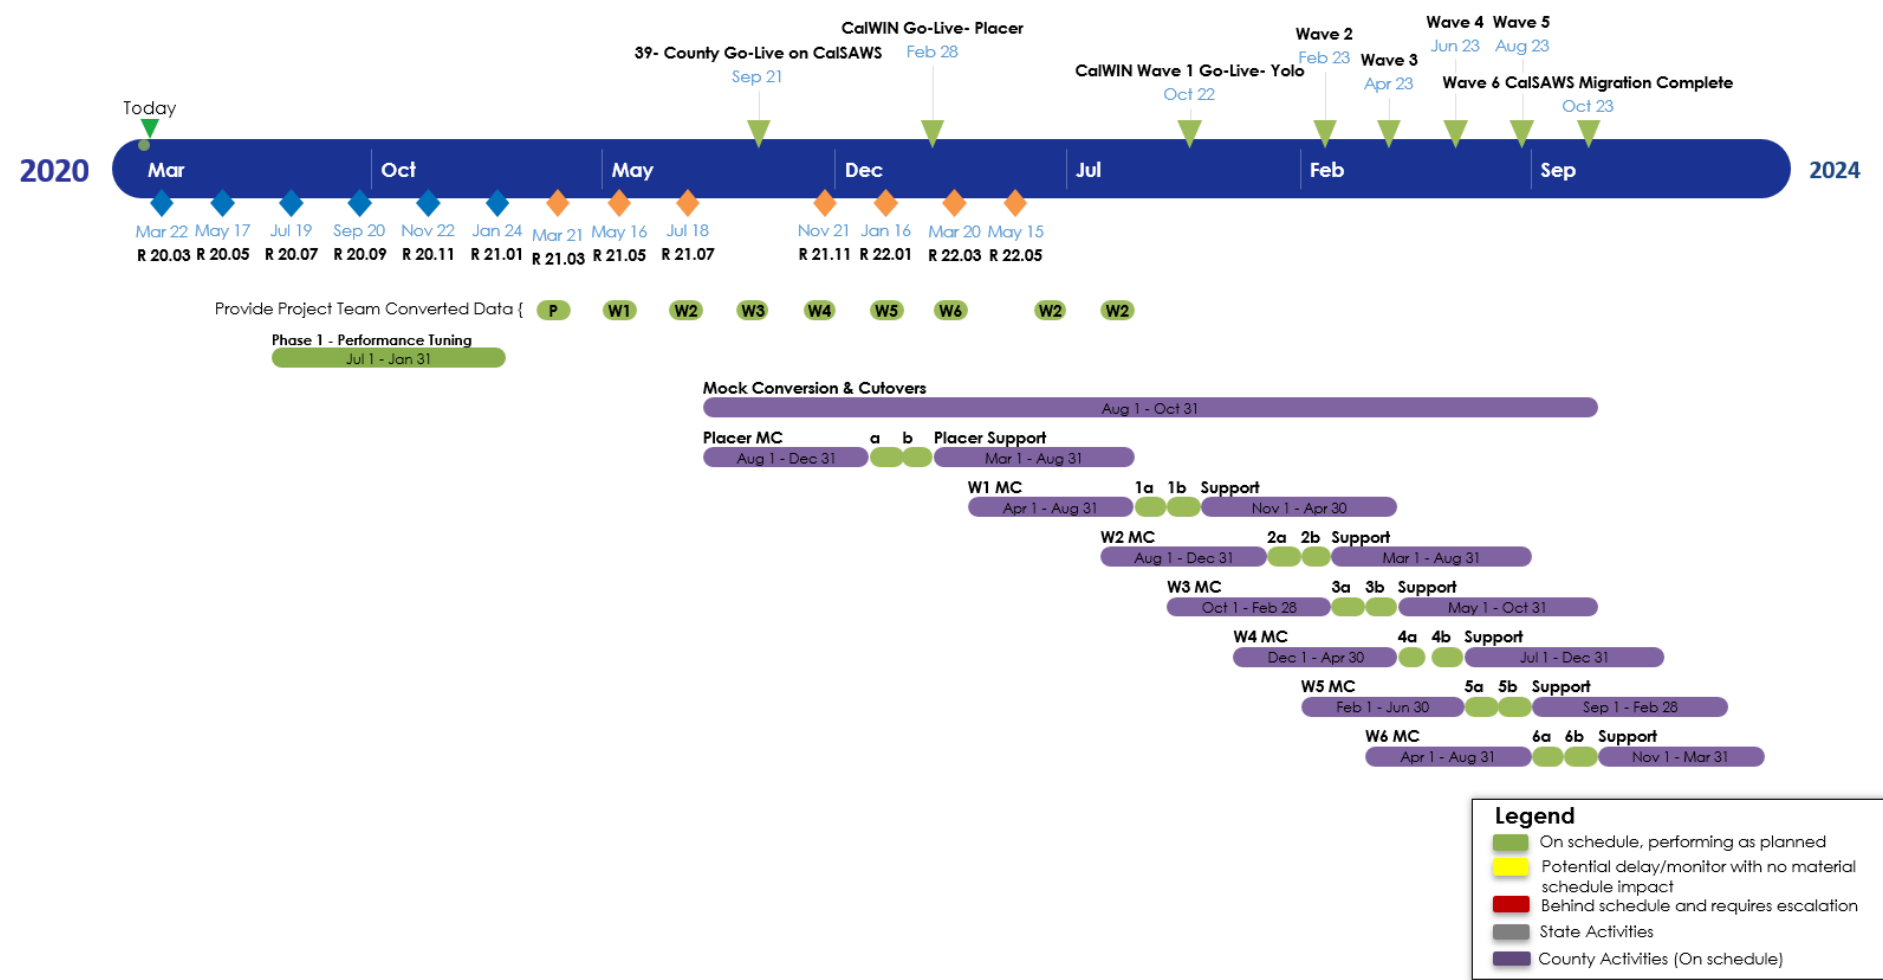 CalWIN Go-Live- Placer
Feb 28
39- County Go-Live on CalSAWS
Sep 21
CalWIN Wave 1 Go-Live- Yolo
Oct 22
Wave 2
Feb 23
Wave 3
Apr 23
Wave 4
Jun 23
Wave 5
Aug 23
Wave 6 CalSAWS Migration Complete
Oct 23
Today
2020
Mar
Oct
May
Dec
Jul
Feb
Sep
2024
Mar 22
R 20.03
May 17
R 20.05
Jul 19
R 20.07
Sep 20
R 20.09
Nov 22
R 20.11
Jan 24
R 21.01
Mar 21
R 21.03
May 16
R 21.05
Jul 18
R 21.07
Nov 21
R 21.11
Jan 16
R 22.01
Mar 20
R 22.03
May 15
R 22.05
Provide Project Team Converted Data { P W1 W2 W3 W4 W5 W6 W2 W2
Phase 1 - Performance Tuning
Jul 1 - Jan 31
Mock Conversion & Cutovers
Aug 1 - Oct 31
Placer MC a b Placer Support
Aug 1 - Dec 31 Mar 1 - Aug 31
W1 MC 1a 1b Support
Apr 1 - Aug 31 Nov 1 - Apr 30
W2 MC 2a 2b Support
Aug 1 - Dec 31 Mar 1 - Aug 31
W3 MC 3a 3b Support
Oct 1 - Feb 28 May 1 - Oct 31
W4 MC 4a 4b Support
Dec 1 - Apr 30 Jul 1 - Dec 31
W5 MC 5a 5b Support
Feb 1 - Jun 30 Sep 1 - Feb 28
W6 MC 6a 6b Support
Apr 1 - Aug 31 Nov 1 - Mar 31
Legend
On schedule, performing as planned
Potential delay/monitor with no material
schedule impact
Behind schedule and requires escalation
State Activities
County Activities (On schedule)